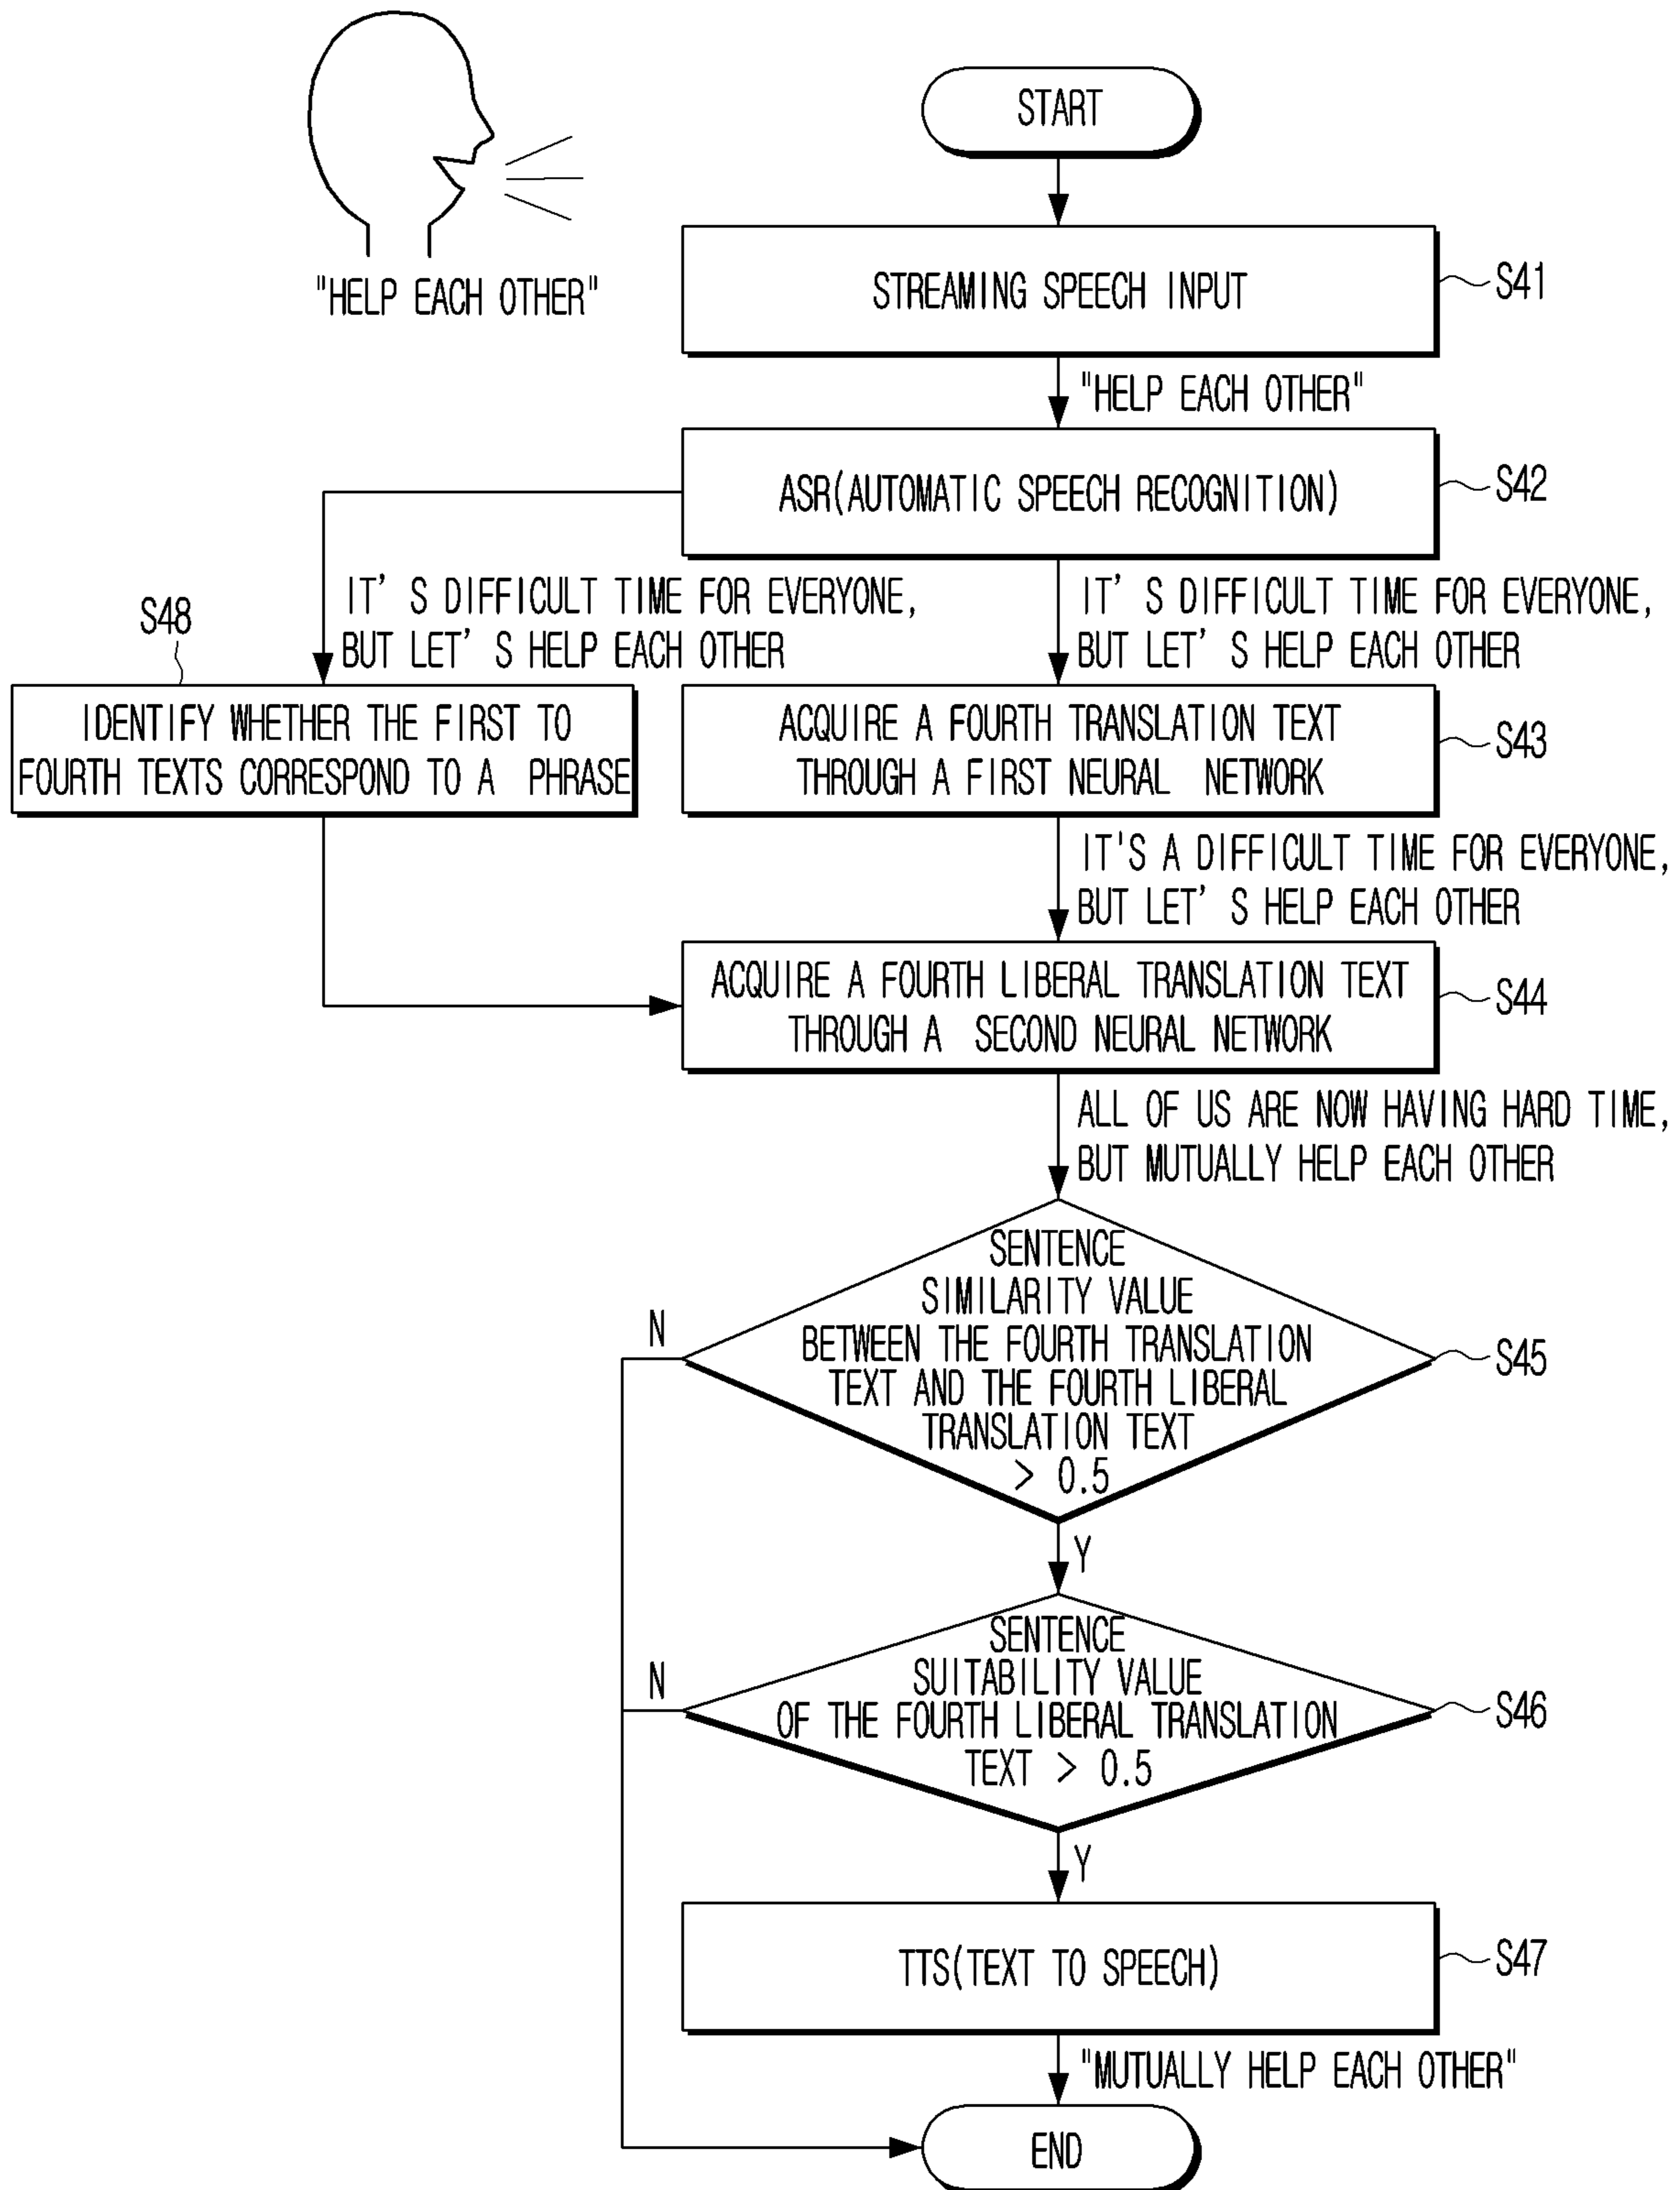 START
"HELP EACH OTHER"
STREAMING SPEECH INPUT
S41
"HELP EACH OTHER"
ASR(AUTOMATIC SPEECH RECOGNITION)
S42
IT' S DIFFICULT TIME FOR EVERYONE,
BUT LET' S HELP EACH OTHER
IT' S DIFFICULT TIME FOR EVERYONE,
BUT LET' S HELP EACH OTHER
S48
IDENTIFY WHETHER THE FIRST TO
FOURTH TEXTS CORRESPOND TO A PHRASE
ACQUIRE A FOURTH TRANSLATION TEXT
THROUGH A FIRST NEURAL NETWORK
S43
IT'S A DIFFICULT TIME FOR EVERYONE,
BUT LET' S HELP EACH OTHER
ACQUIRE A FOURTH LIBERAL TRANSLATION TEXT
THROUGH A SECOND NEURAL NETWORK
S44
ALL OF US ARE NOW HAVING HARD TIME,
BUT MUTUALLY HELP EACH OTHER
SENTENCE
SIMILARITY VALUE
BETWEEN THE FOURTH TRANSLATION
TEXT AND THE FOURTH LIBERAL
TRANSLATION TEXT
> 0.5
S45
N
Y
SENTENCE
SUITABILITY VALUE
OF THE FOURTH LIBERAL TRANSLATION
TEXT > 0.5
S46
N
Y
TTS(TEXT TO SPEECH)
S47
"MUTUALLY HELP EACH OTHER"
END